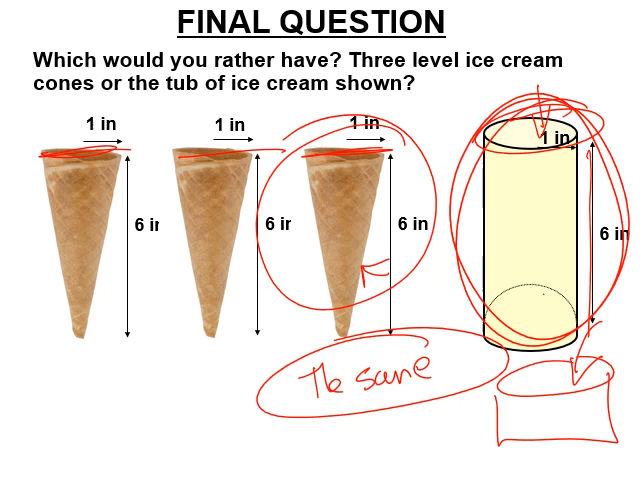 FINAL QUESTION
Which would you rather have? Three level ice cream
cones or the tub of ice cream shown?
1 in
1 in
1 in
1 in
6 in
6 in
6 in
6 in
The same